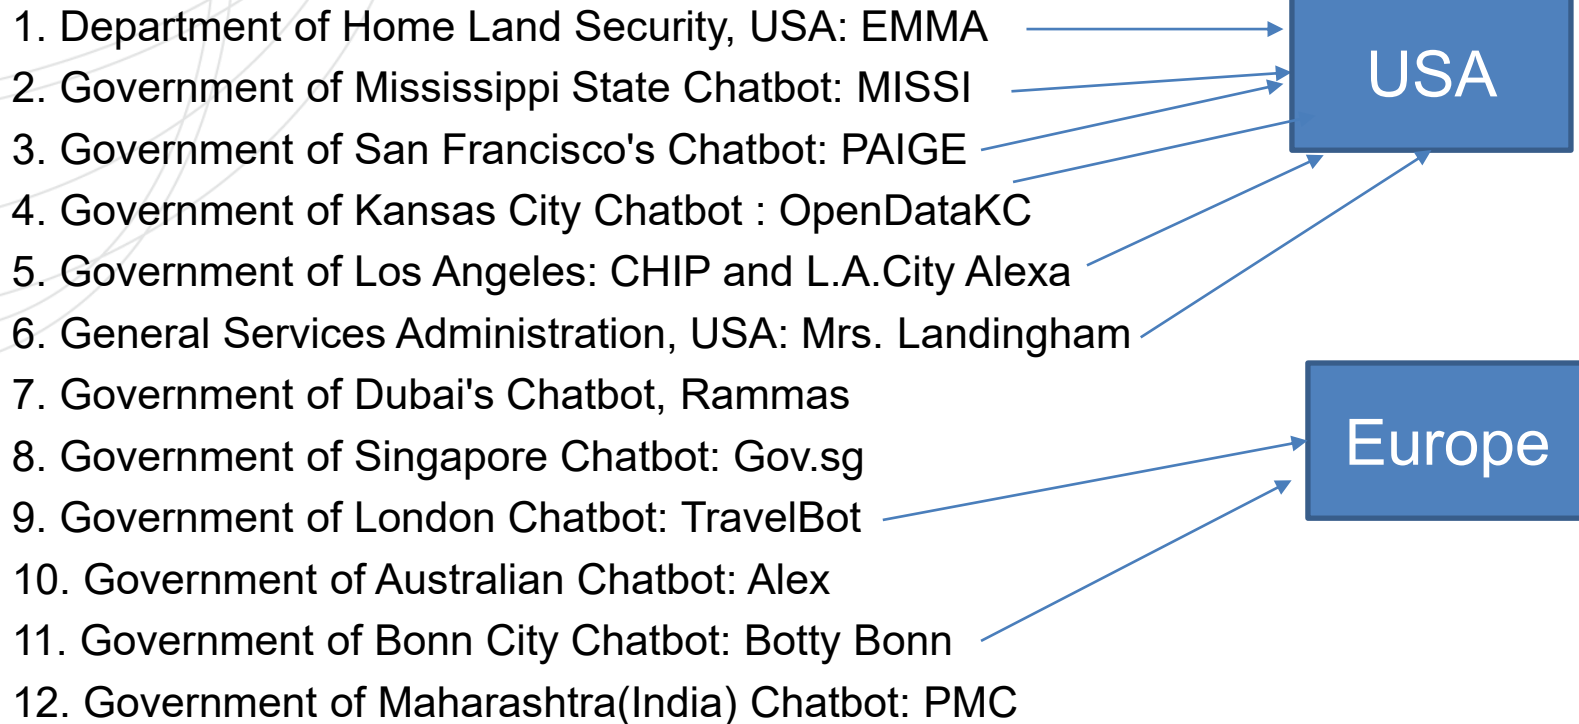 1. Department of Home Land Security, USA: EMMA
2. Government of Mississippi State Chatbot: MISSI
3. Government of San Francisco's Chatbot: PAIGE
4. Government of Kansas City Chatbot : OpenDataKC
5. Government of Los Angeles: CHIP and L.A.City Alexa
6. General Services Administration, USA: Mrs. Landingham
7. Government of Dubai's Chatbot, Rammas
8. Government of Singapore Chatbot: Gov.sg
9. Government of London Chatbot: TravelBot
10. Government of Australian Chatbot: Alex
11. Government of Bonn City Chatbot: Botty Bonn
12. Government of Maharashtra(India) Chatbot: PMC
USA
Europe